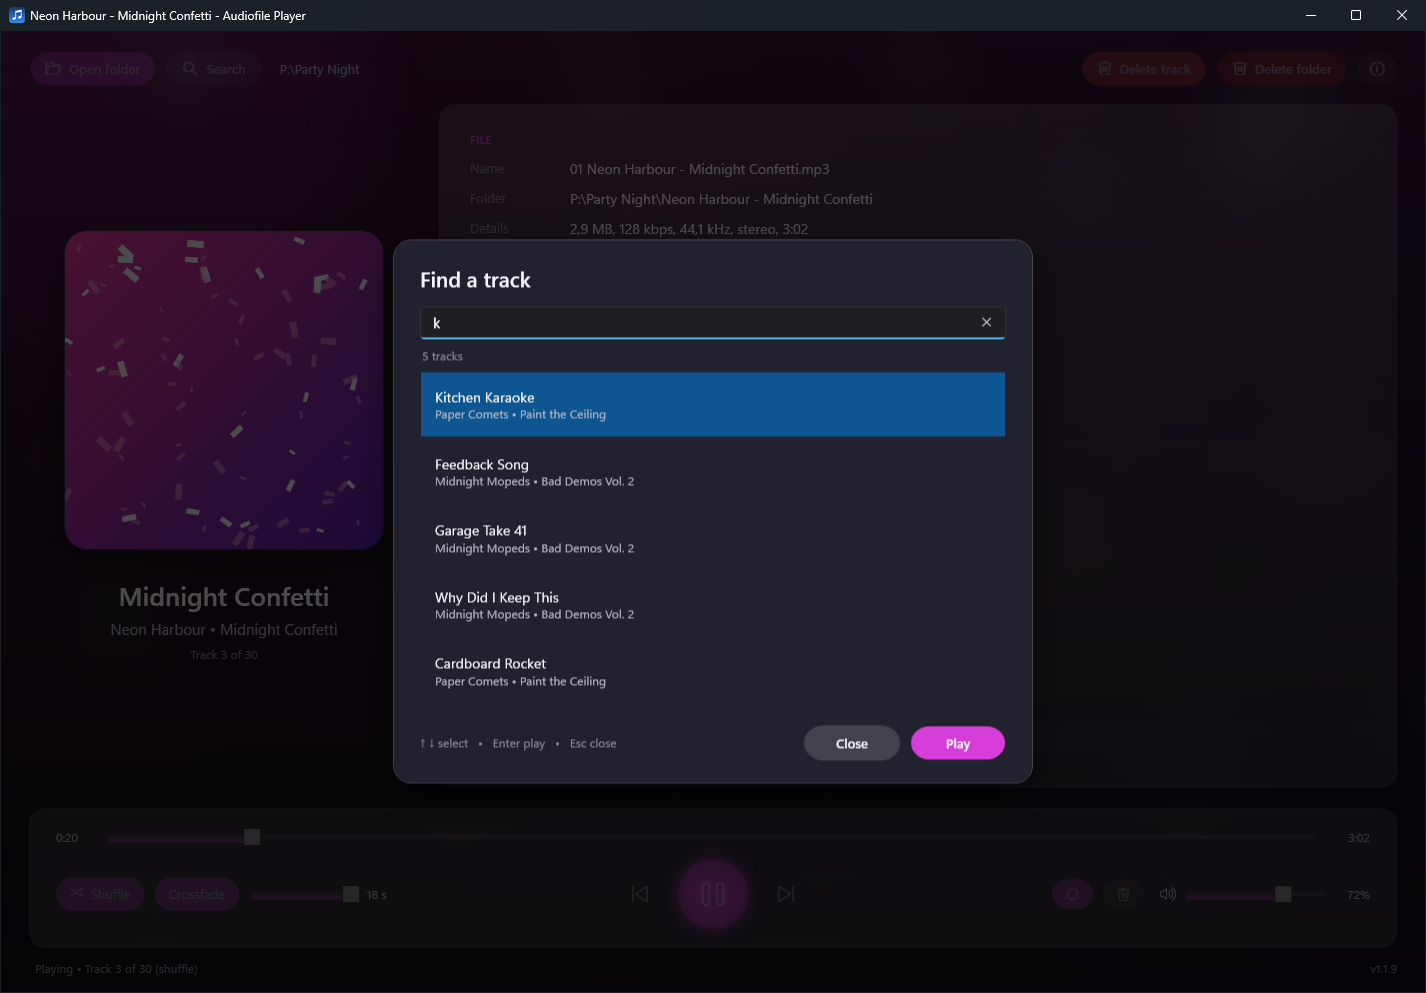 Neon Harbour - Midnight Confetti - Audiofile Player
Open folder
Search
P:\Party Night
Delete track
Delete folder
FILE
Name
01 Neon Harbour - Midnight Confetti.mp3
Folder
P:\Party Night\Neon Harbour - Midnight Confetti
Details
2,9 MB, 128 kbps, 44,1 kHz, stereo, 3:02
Midnight Confetti
Neon Harbour • Midnight Confetti
Track 3 of 30
Find a track
k
5 tracks
Kitchen Karaoke
Paper Comets • Paint the Ceiling
Feedback Song
Midnight Mopeds • Bad Demos Vol. 2
Garage Take 41
Midnight Mopeds • Bad Demos Vol. 2
Why Did I Keep This
Midnight Mopeds • Bad Demos Vol. 2
Cardboard Rocket
Paper Comets • Paint the Ceiling
↑↓ select • Enter play • Esc close
Close
Play
0:20
3:02
Shuffle
Crossfade
18 s
72%
Playing • Track 3 of 30 (shuffle)
v1.1.9